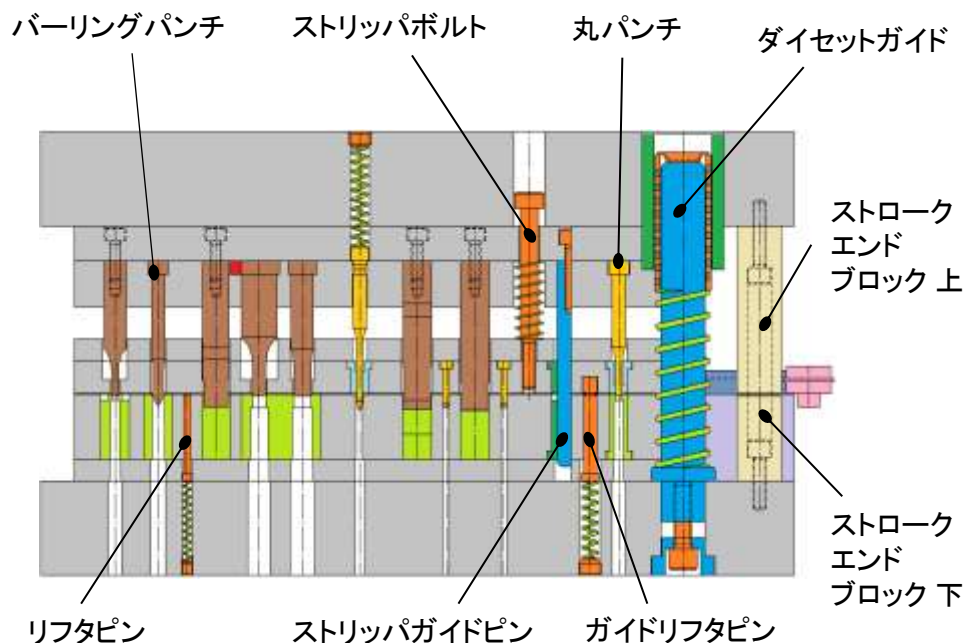 バーリングパンチ
ストリッパボルト
丸パンチ
ダイセットガイド
ストローク
エンド
ブロック 上
ストローク
エンド
ブロック 下
リフタピン
ストリッパガイドピン
ガイドリフタピン